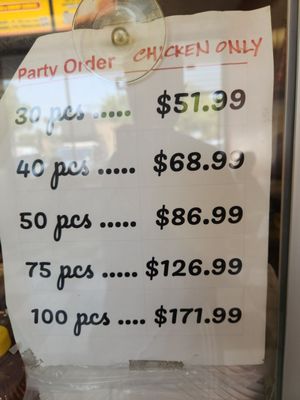 Party Order CHICKEN ONLY
30 pcs ..... $51.99
40 pcs ..... $68.99
50 pcs ..... $86.99
75 pcs ..... $126.99
100 pcs .... $171.99